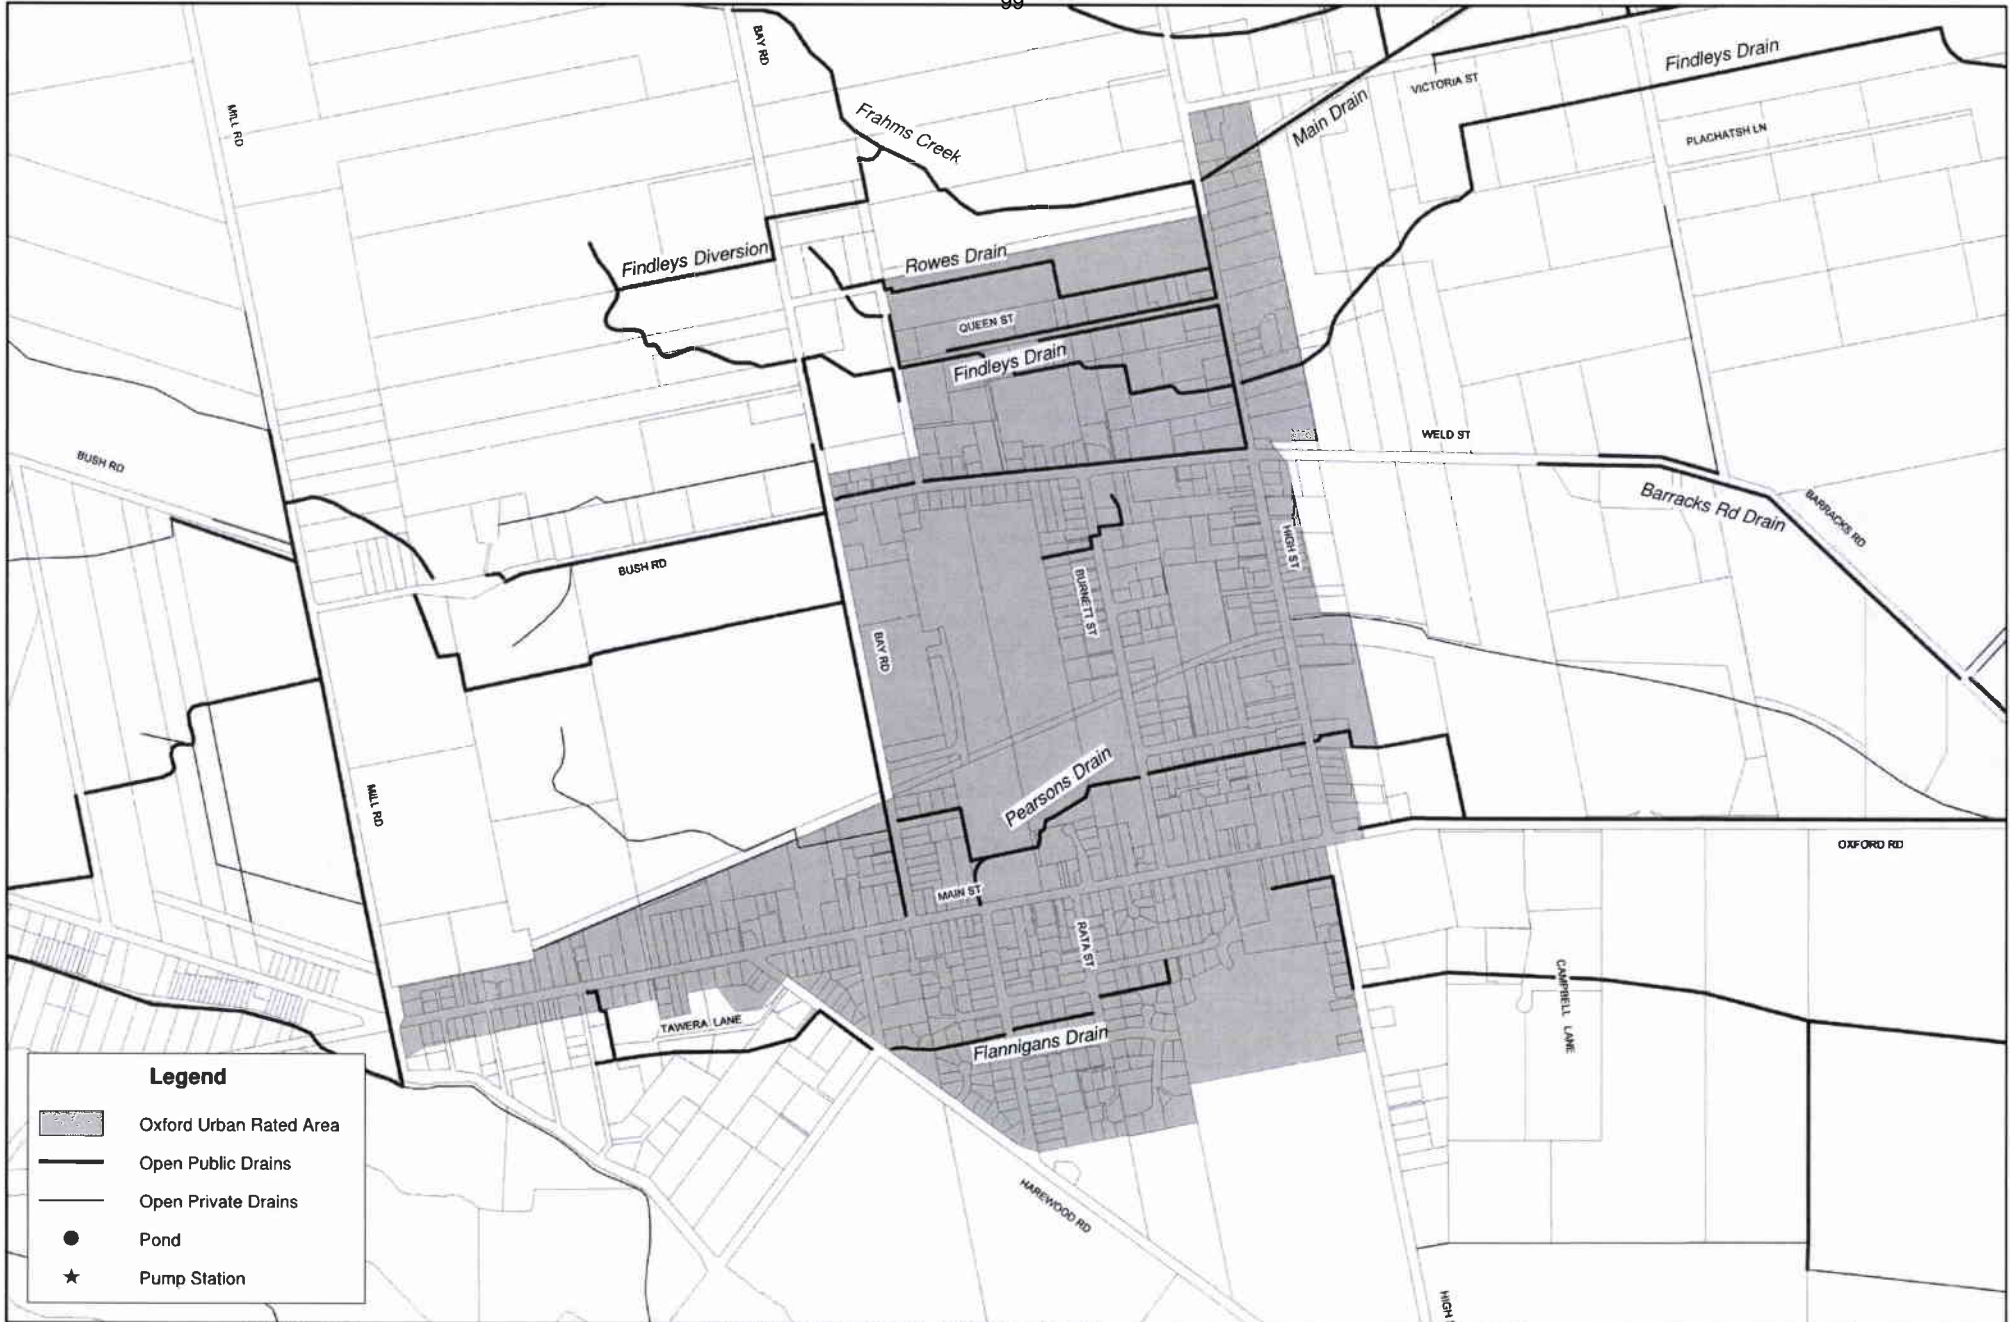 99
BAY RD
MILL RD
Frahms Creek
Main Drain
VICTORIA ST
Findleys Drain
PLACHATSH LN
Findleys Diversion
Rowes Drain
QUEEN ST
Findleys Drain
BUSH RD
WELD ST
Barracks Rd Drain
BARRACKS RD
HIGH ST
BUSH RD
BURNETT ST
BAY RD
Pearsons Drain
MILL RD
OXFORD RD
MAIN ST
RATA ST
CAMPBELL LANE
TAWERA LANE
Flannigans Drain
HAREWOOD RD
HIGH
Legend
Oxford Urban Rated Area
Open Public Drains
Open Private Drains
Pond
Pump Station